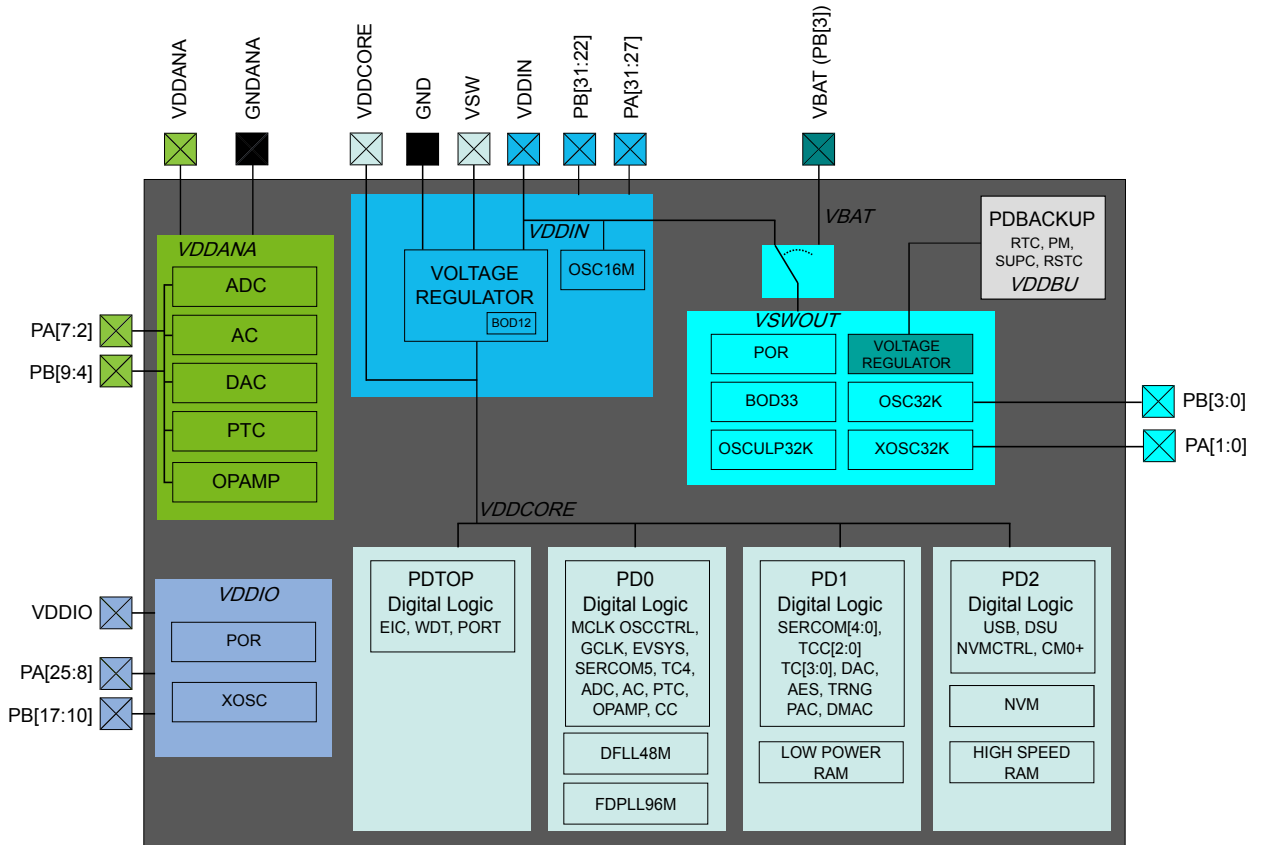 VDDANA
GNDANA
VDDCORE
GND
VSW
VDDIN
PB[31:22]
PA[31:27]
VBAT (PB[3])
VDDANA
ADC
AC
DAC
PTC
OPAMP
PA[7:2]
PB[9:4]
VDDIN
VOLTAGE
REGULATOR
BOD12
OSC16M
VBAT
PDBACKUP
RTC, PM,
SUPC, RSTC
VDDBU
VSWOUT
POR
VOLTAGE
REGULATOR
BOD33
OSC32K
OSCULP32K
XOSC32K
PB[3:0]
PA[1:0]
VDDCORE
VDDIO
PA[25:8]
PB[17:10]
VDDIO
POR
XOSC
PDTOP
Digital Logic
EIC, WDT, PORT
PD0
Digital Logic
MCLK OSCCTRL,
GCLK, EVSYS,
SERCOM5, TC4,
ADC, AC, PTC,
OPAMP, CC
DFLL48M
FDPLL96M
PD1
Digital Logic
SERCOM[4:0],
TCC[2:0]
TC[3:0], DAC,
AES, TRNG
PAC, DMAC
LOW POWER
RAM
PD2
Digital Logic
USB, DSU
NVMCTRL, CM0+
NVM
HIGH SPEED
RAM